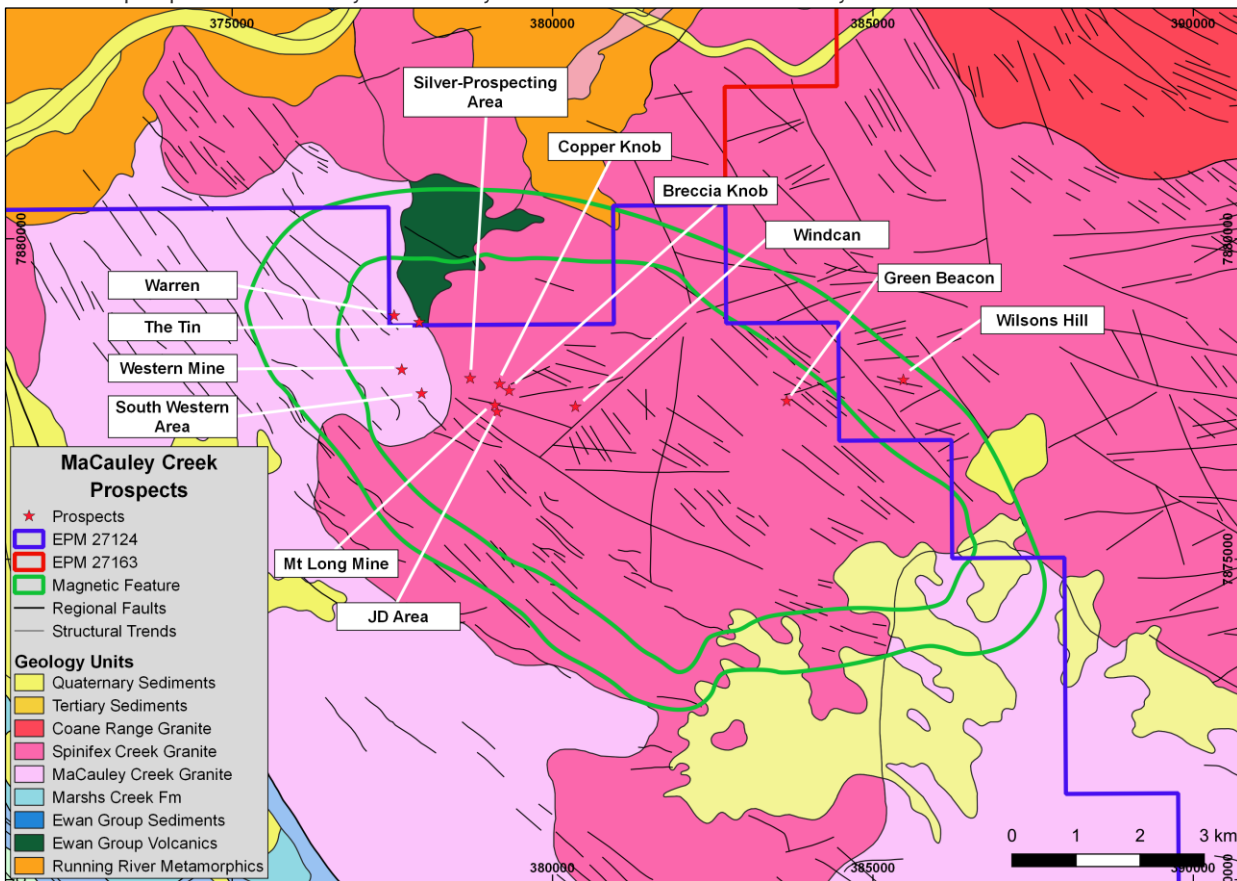 375000
380000
385000
390000
Silver-Prospecting
Area
Copper Knob
Breccia Knob
Windcan
Green Beacon
Wilsons Hill
7880000
7880000
Warren
The Tin
Western Mine
South Western
Area
Mt Long Mine
JD Area
7875000
MaCauley Creek
Prospects
Prospects
EPM 27124
EPM 27163
Magnetic Feature
Regional Faults
Structural Trends
Geology Units
Quaternary Sediments
Tertiary Sediments
Coane Range Granite
Spinifex Creek Granite
MaCauley Creek Granite
Marshs Creek Fm
Ewan Group Sediments
Ewan Group Volcanics
Running River Metamorphics
0 1 2 3 km
380000
385000
390000